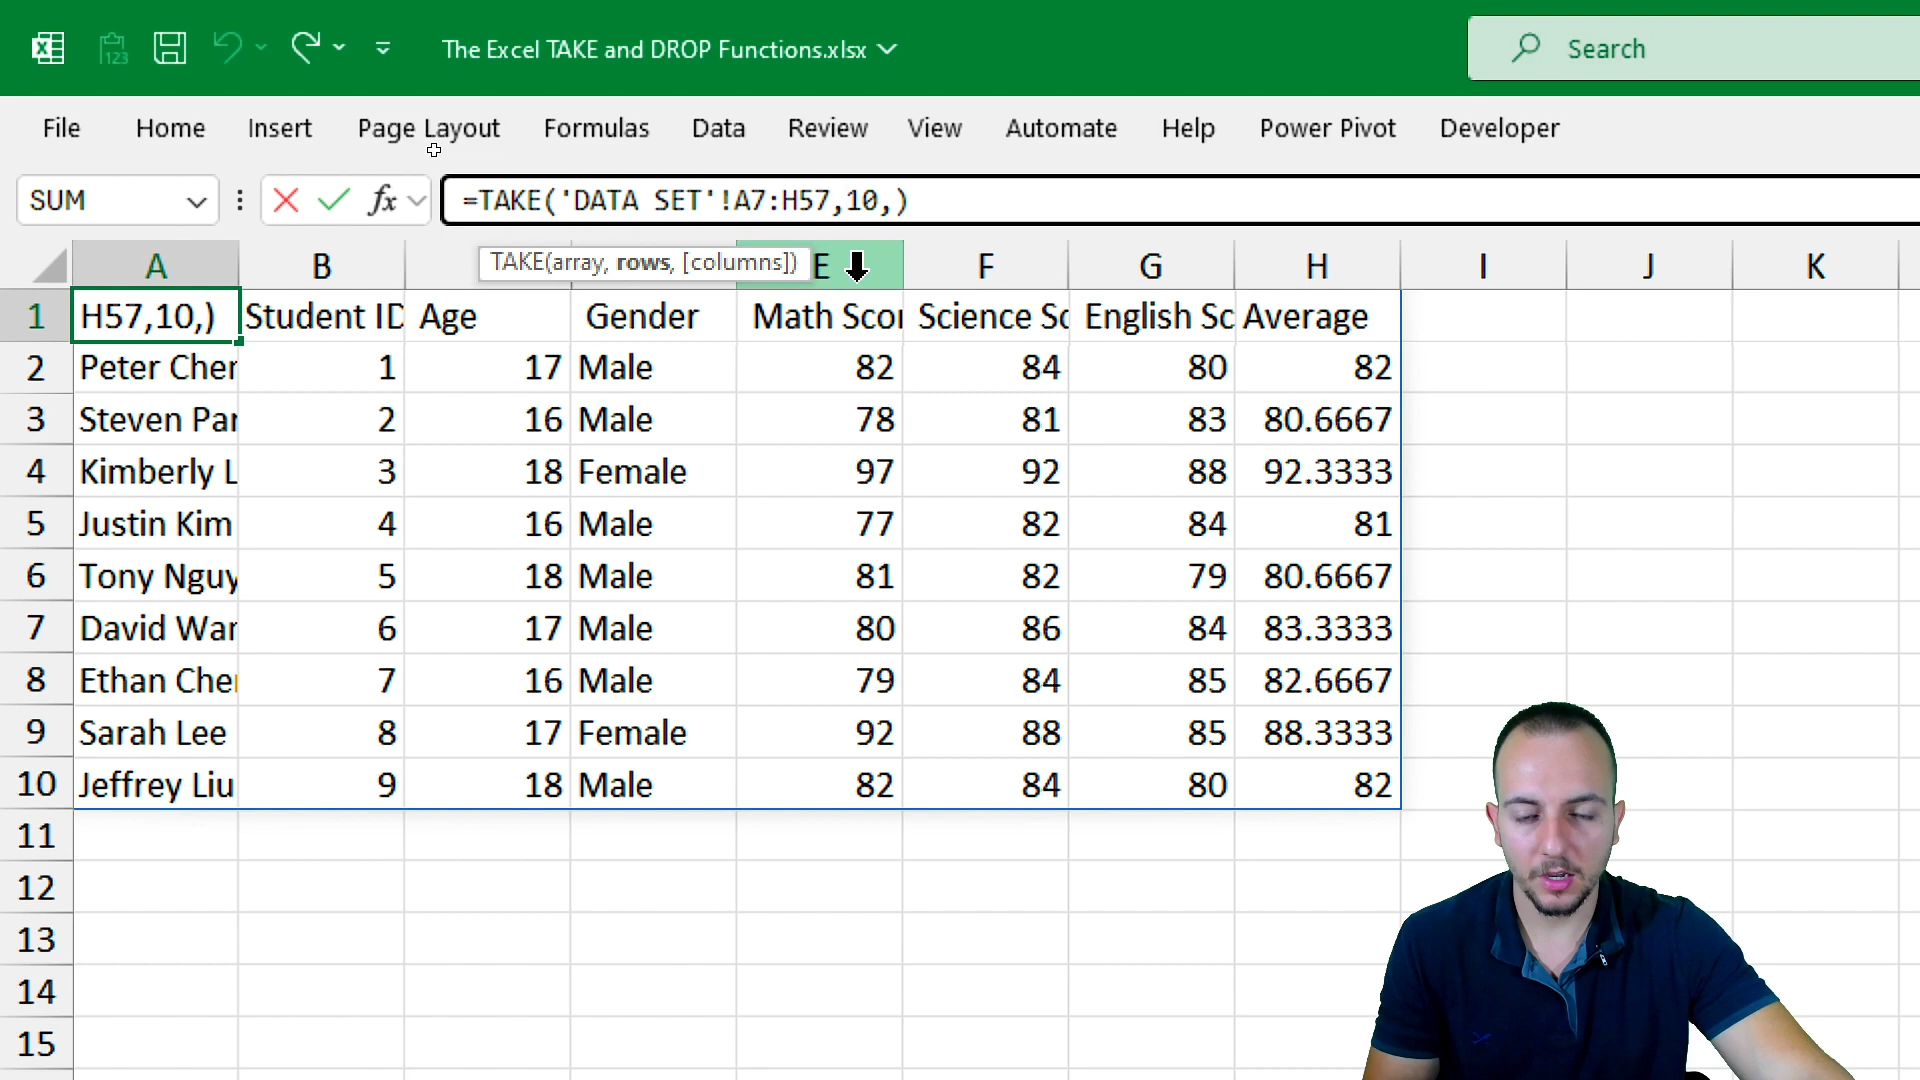 The Excel TAKE and DROP Functions.xlsx
Search
File Home Insert Page Layout Formulas Data Review View Automate Help Power Pivot Developer
SUM fx =TAKE('DATA SET'!A7:H57,10,)
TAKE(array, rows, [columns])
A B E F G H I J K
1 H57,10,) Student ID Age Gender Math Scor Science Sc English Sc Average
2 Peter Chen 1 17 Male 82 84 80 82
3 Steven Par 2 16 Male 78 81 83 80.6667
4 Kimberly L 3 18 Female 97 92 88 92.3333
5 Justin Kim 4 16 Male 77 82 84 81
6 Tony Nguy 5 18 Male 81 82 79 80.6667
7 David War 6 17 Male 80 86 84 83.3333
8 Ethan Chen 7 16 Male 79 84 85 82.6667
9 Sarah Lee 8 17 Female 92 88 85 88.3333
10 Jeffrey Liu 9 18 Male 82 84 80 82
11
12
13
14
15